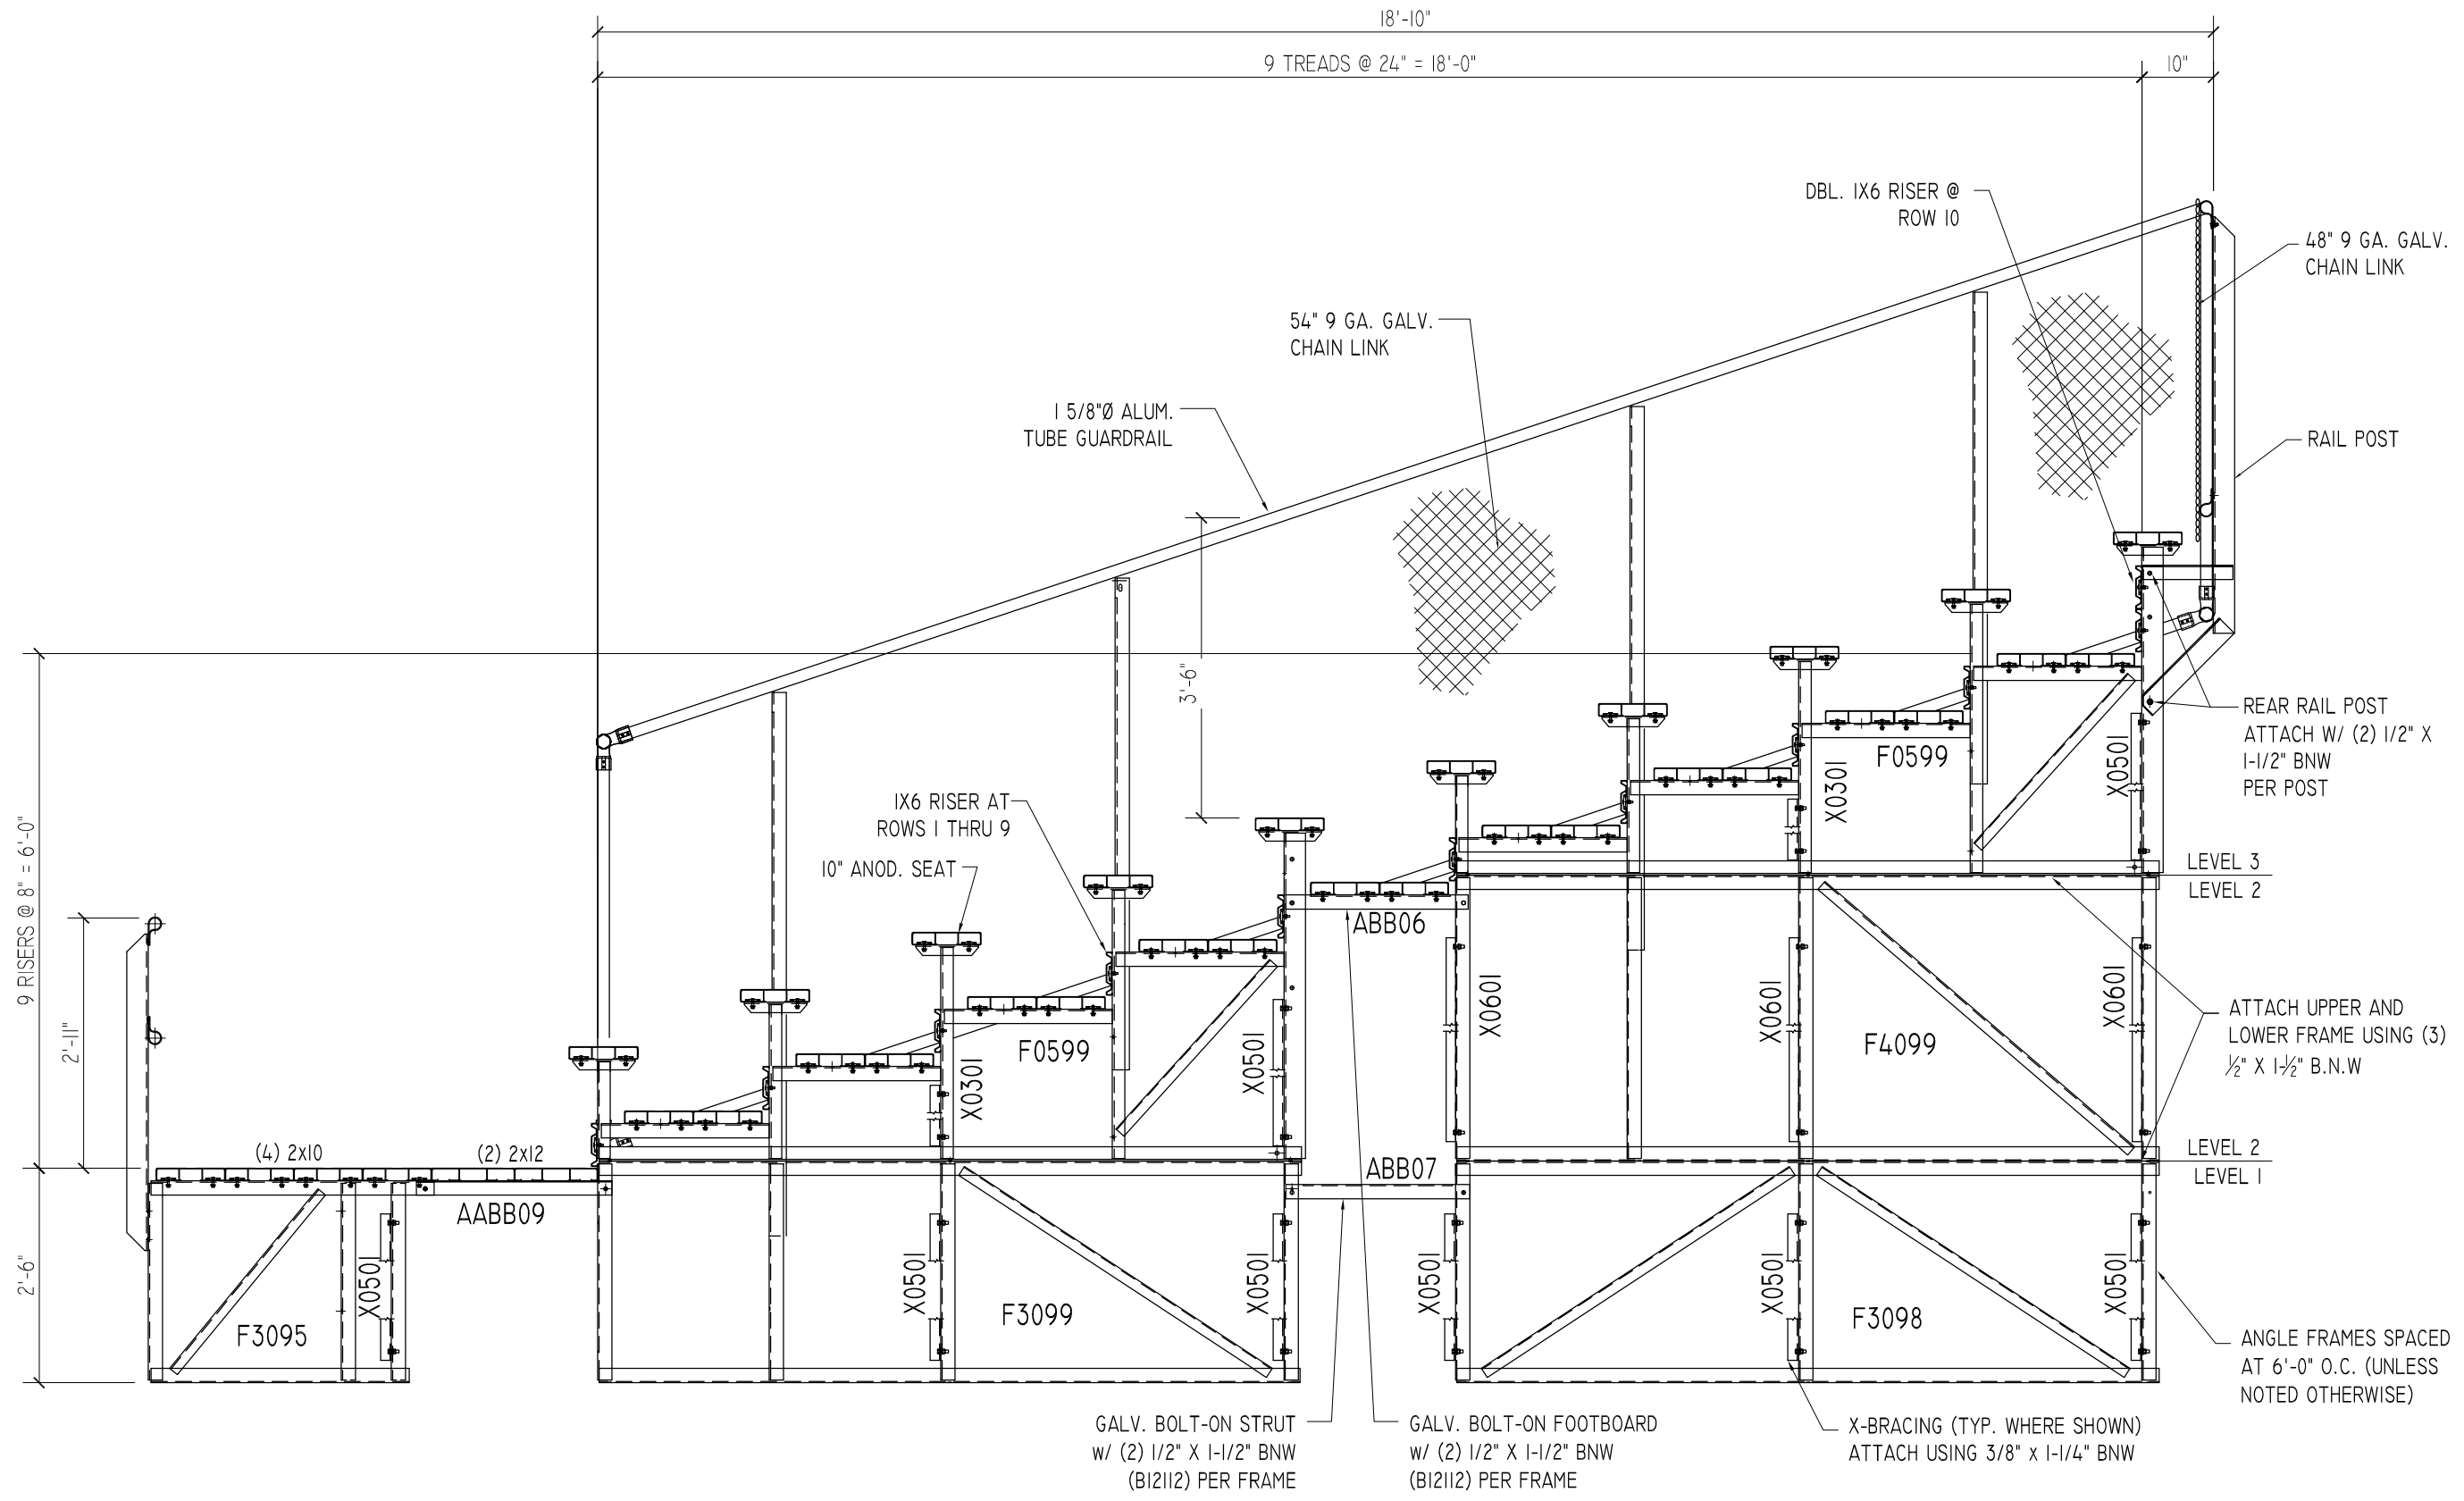 18'-10"
9 TREADS @ 24" = 18'-0"
10"
DBL. 1X6 RISER @
ROW 10
48" 9 GA. GALV.
CHAIN LINK
54" 9 GA. GALV.
CHAIN LINK
1 5/8"Ø ALUM.
TUBE GUARDRAIL
RAIL POST
3'-6"
REAR RAIL POST
ATTACH W/ (2) 1/2" X
1-1/2" BNW
PER POST
F0599
X0301
X0501
1X6 RISER AT
ROWS 1 THRU 9
10" ANOD. SEAT
9 RISERS @ 8" = 6'-0"
LEVEL 3
LEVEL 2
ABB06
2'-11"
X0601
X0601
X0601
F4099
F0599
X0301
X0501
ATTACH UPPER AND
LOWER FRAME USING (3)
½" X 1-½" B.N.W
(4) 2x10
(2) 2x12
LEVEL 2
LEVEL 1
ABB07
AABB09
2'-6"
X0501
X0501
X0501
X0501
X0501
X0501
F3095
F3099
F3098
ANGLE FRAMES SPACED
AT 6'-0" O.C. (UNLESS
NOTED OTHERWISE)
GALV. BOLT-ON STRUT
w/ (2) 1/2" X 1-1/2" BNW
(B12112) PER FRAME
GALV. BOLT-ON FOOTBOARD
w/ (2) 1/2" X 1-1/2" BNW
(B12112) PER FRAME
X-BRACING (TYP. WHERE SHOWN)
ATTACH USING 3/8" x 1-1/4" BNW